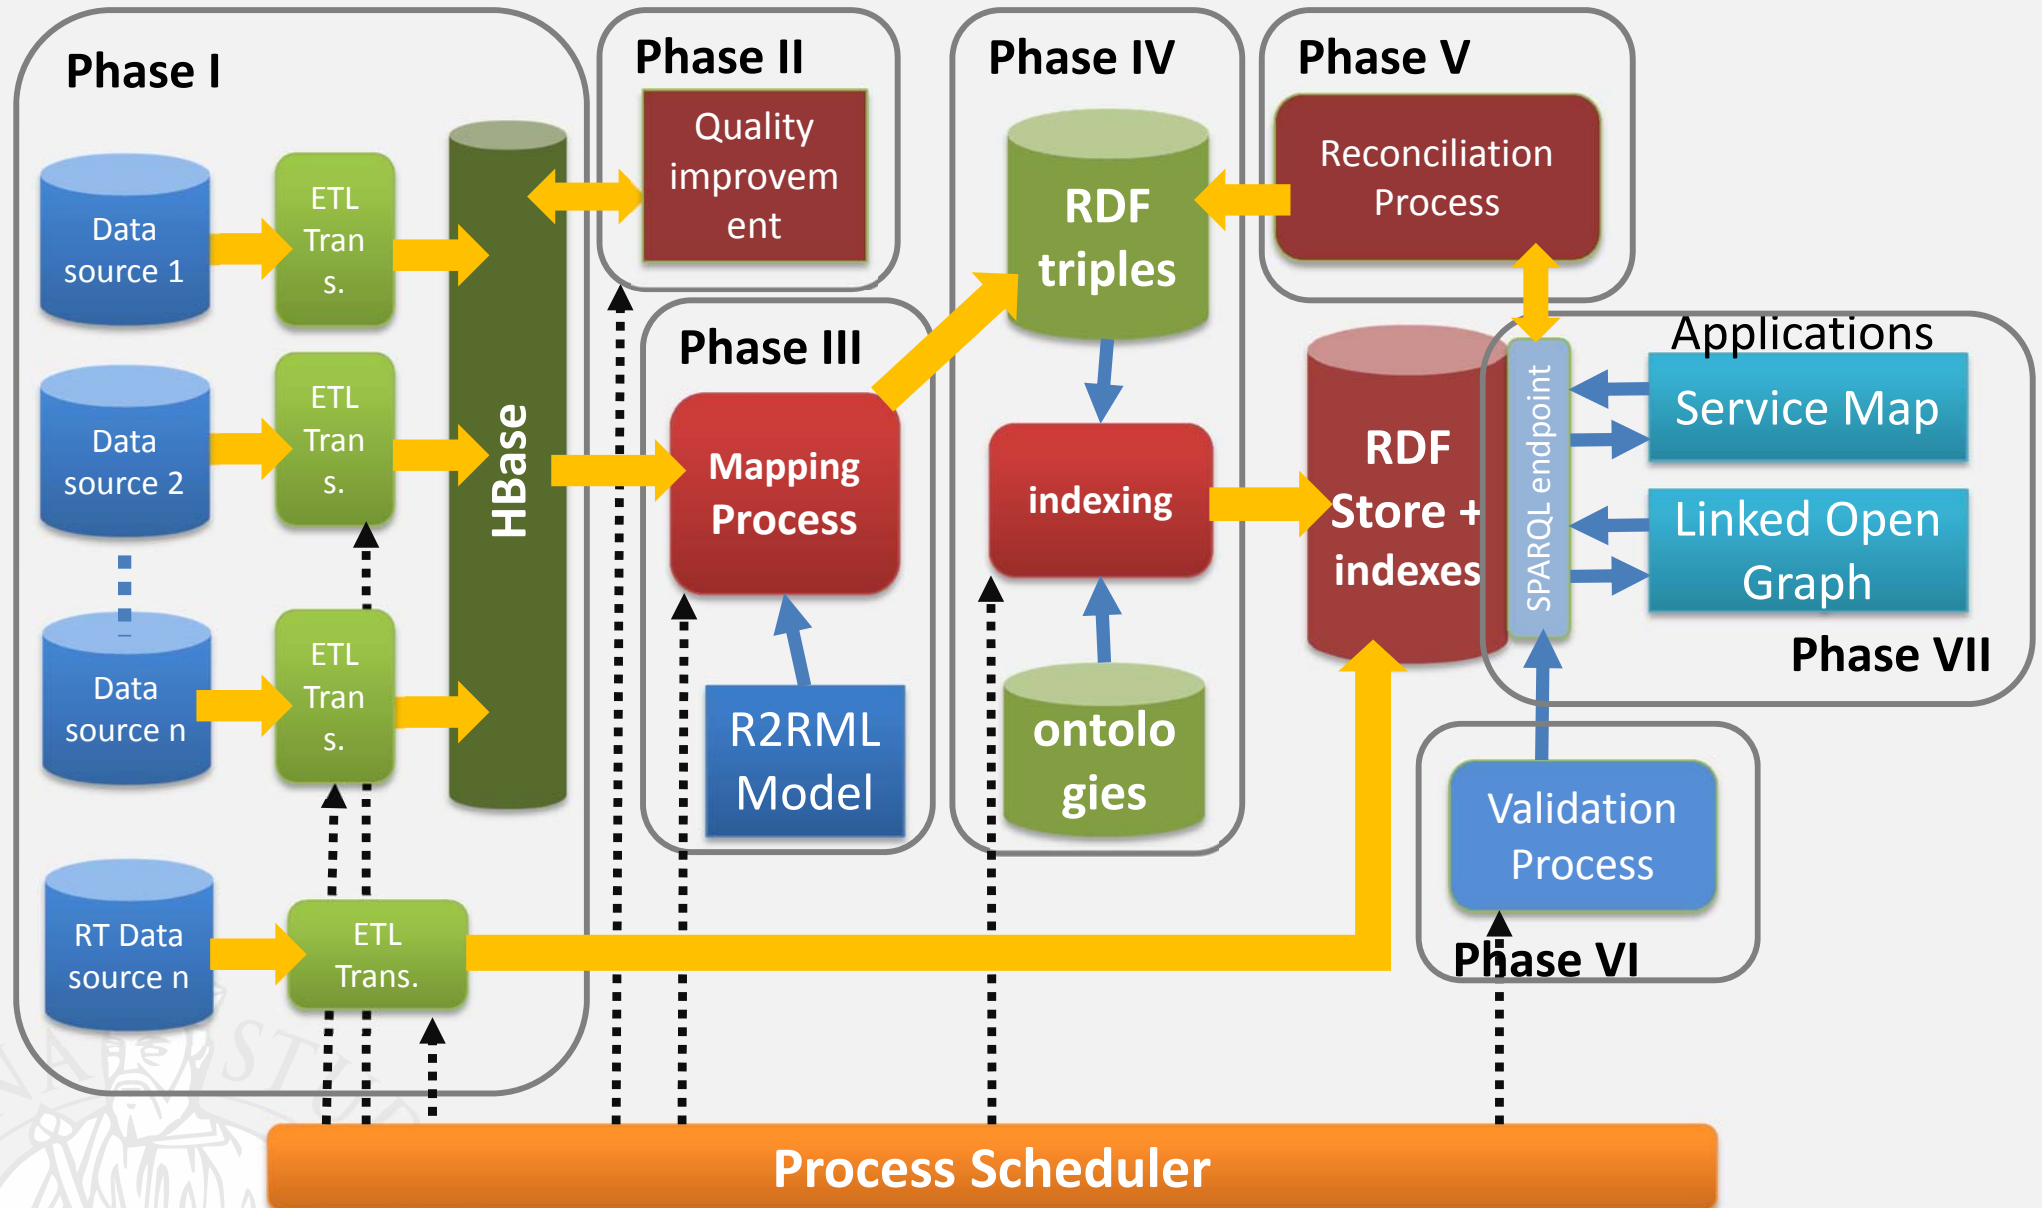 Phase I
Data
source 1
ETL
Tran
s.
Data
source 2
ETL
Tran
s.
Data
source n
ETL
Tran
s.
RT Data
source n
ETL
Trans.
HBase
Phase II
Quality
improvem
ent
Phase III
Mapping
Process
R2RML
Model
Phase IV
RDF
triples
indexing
ontolo
gies
Phase V
Reconciliation
Process
RDF
Store +
indexes
SPARQL endpoint
Applications
Service Map
Linked Open
Graph
Phase VII
Validation
Process
Phase VI
Process Scheduler